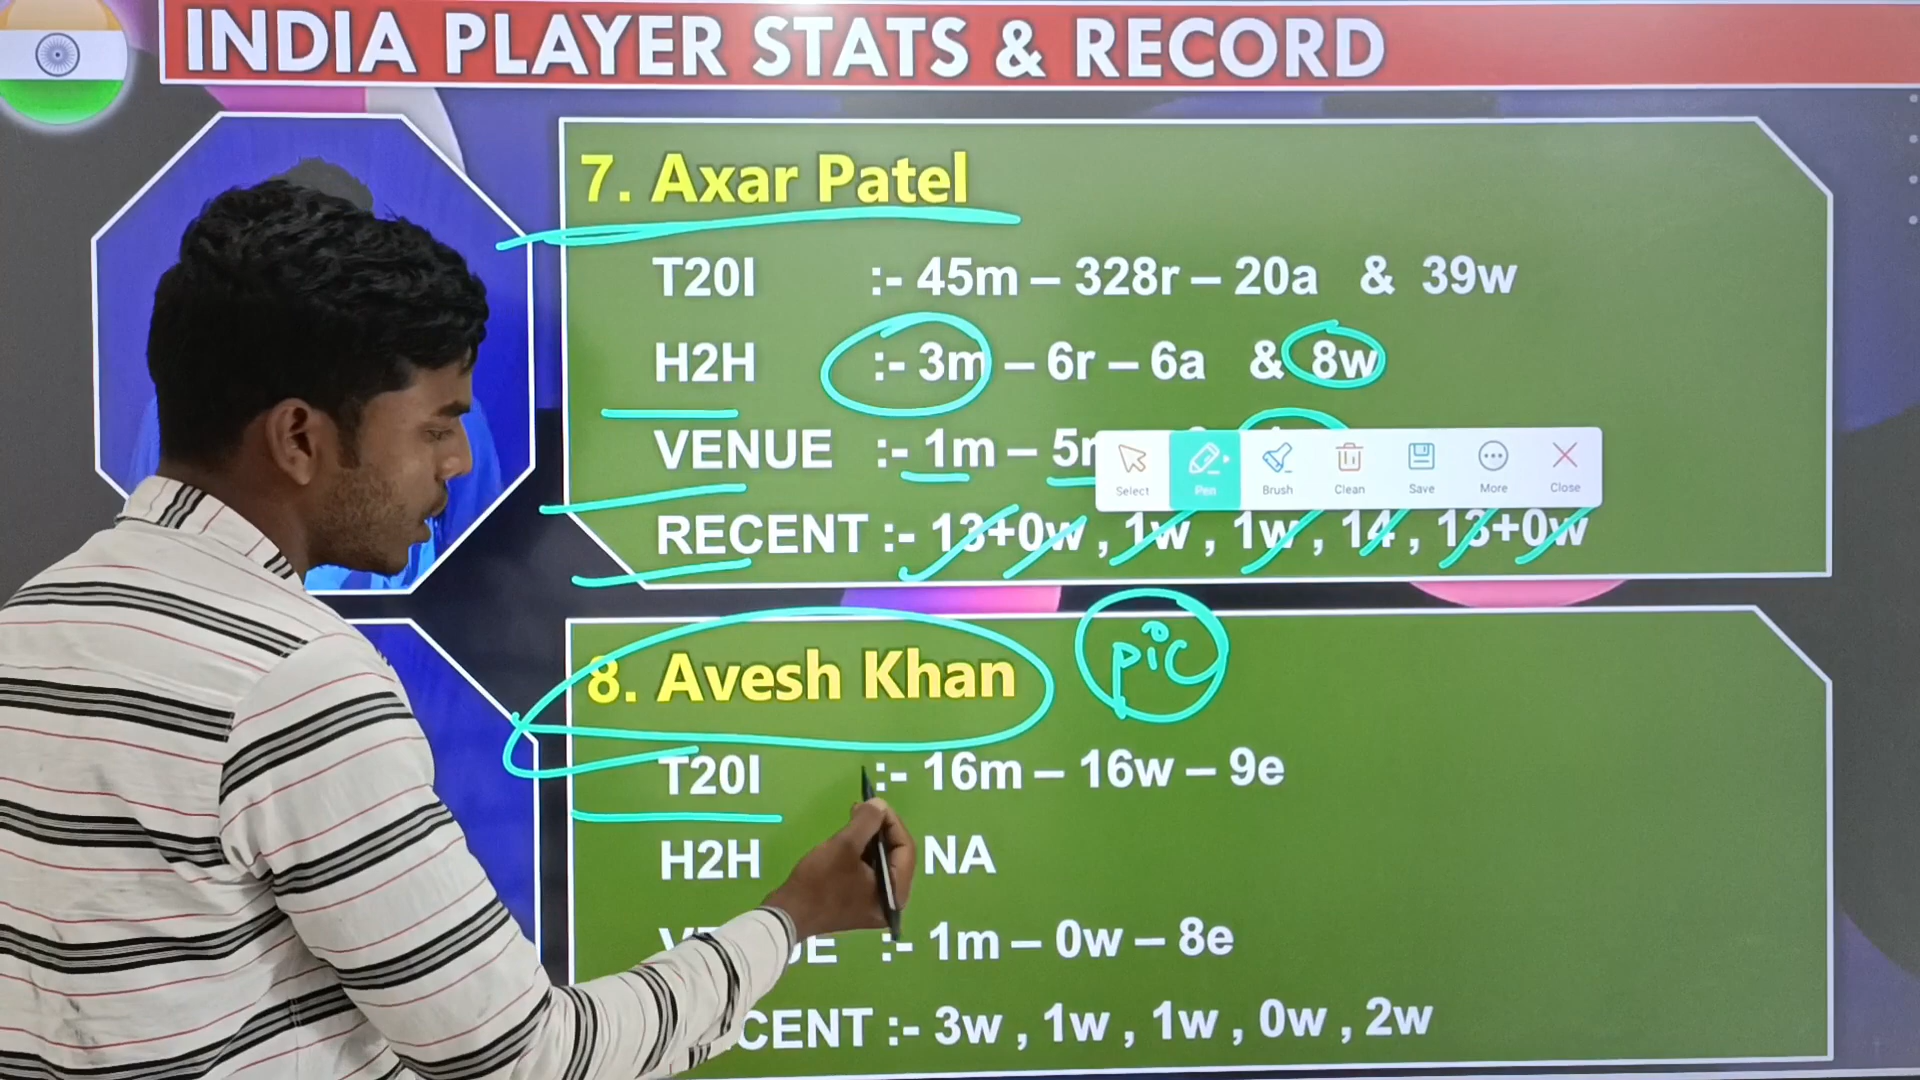 INDIA PLAYER STATS & RECORD
7. Axar Patel
T20I :- 45m – 328r – 20a & 39w
H2H :- 3m – 6r – 6a & 8w
VENUE :- 1m – 5r
Select Pen Brush Clean Save More Close
RECENT :- 13+0w , 1w , 1w , 14 , 13+0w
8. Avesh Khan pic
T20I :- 16m – 16w – 9e
H2H NA
:- 1m – 0w – 8e
:- 3w , 1w , 1w , 0w , 2w